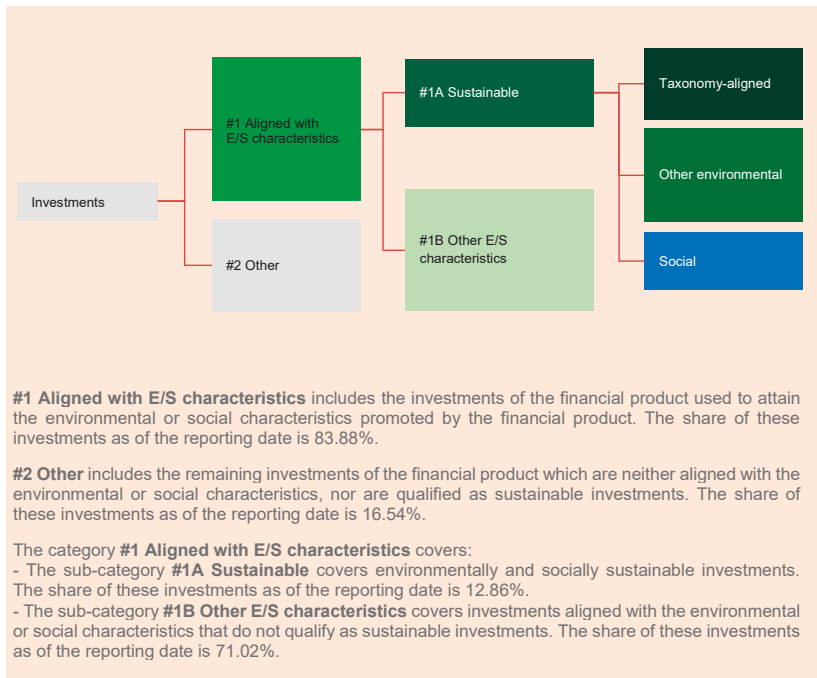 Investments
#1 Aligned with
E/S characteristics
#2 Other
#1A Sustainable
#1B Other E/S
characteristics
Taxonomy-aligned
Other environmental
Social
#1 Aligned with E/S characteristics includes the investments of the financial product used to attain
the environmental or social characteristics promoted by the financial product. The share of these
investments as of the reporting date is 83.88%.
#2 Other includes the remaining investments of the financial product which are neither aligned with the
environmental or social characteristics, nor are qualified as sustainable investments. The share of
these investments as of the reporting date is 16.54%.
The category #1 Aligned with E/S characteristics covers:
- The sub-category #1A Sustainable covers environmentally and socially sustainable investments.
The share of these investments as of the reporting date is 12.86%.
- The sub-category #1B Other E/S characteristics covers investments aligned with the environmental
or social characteristics that do not qualify as sustainable investments. The share of these investments
as of the reporting date is 71.02%.